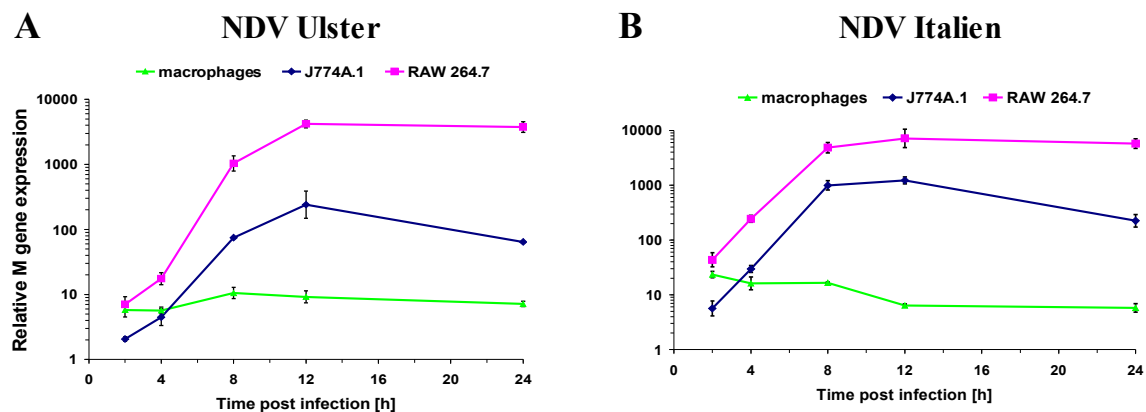 A
NDV Ulster
macrophages J774A.1 RAW 264.7
Relative M gene expression
10000
1000
100
10
1
0 4 8 12 16 20 24
Time post infection [h]
B
NDV Italien
macrophages J774A.1 RAW 264.7
10000
1000
100
10
1
0 4 8 12 16 20 24
Time post infection [h]